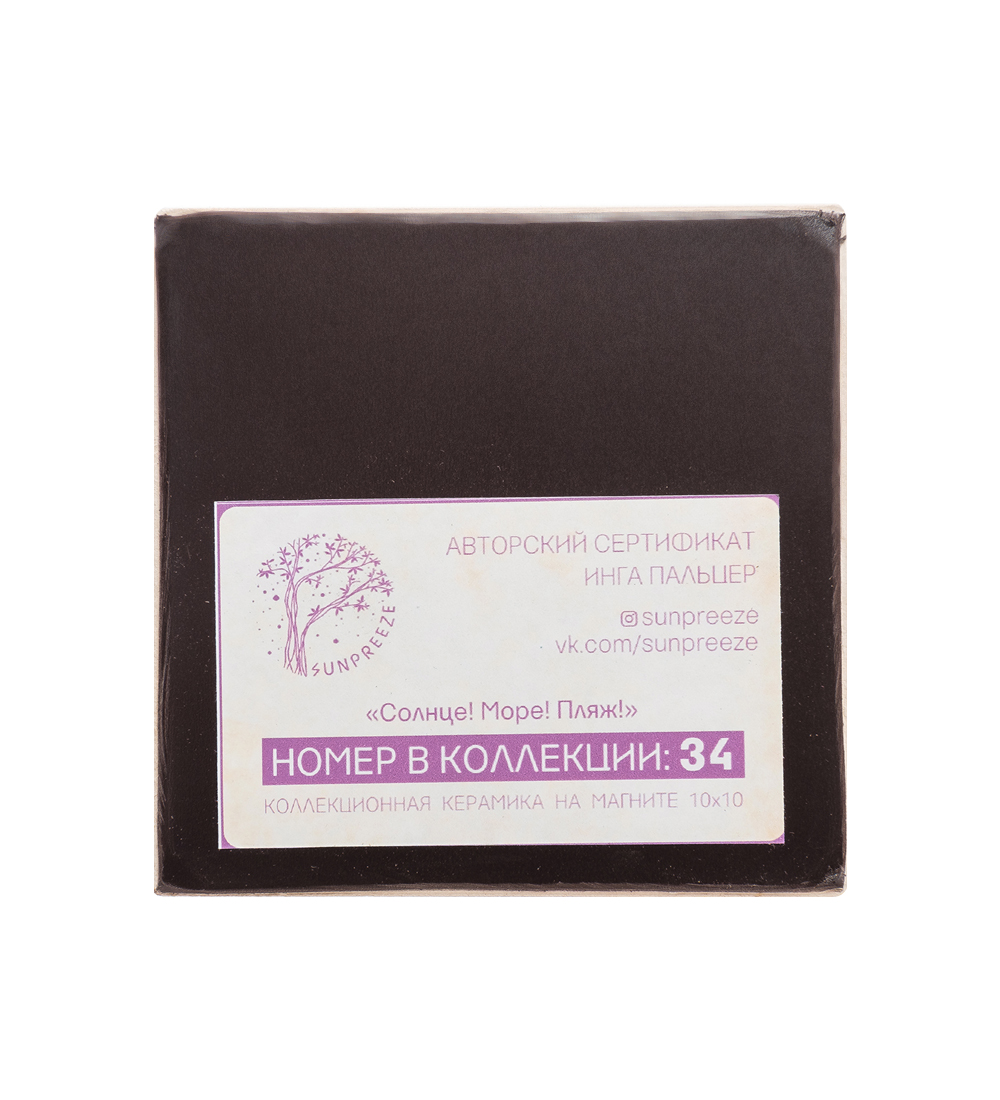 SUNPREEZE
АВТОРСКИЙ СЕРТИФИКАТ
ИНГА ПАЛЬЦЕР
sunpreeze
vk.com/sunpreeze
«Солнце! Море! Пляж!»
НОМЕР В КОЛЛЕКЦИИ: 34
КОЛЛЕКЦИОННАЯ КЕРАМИКА НА МАГНИТЕ 10x10